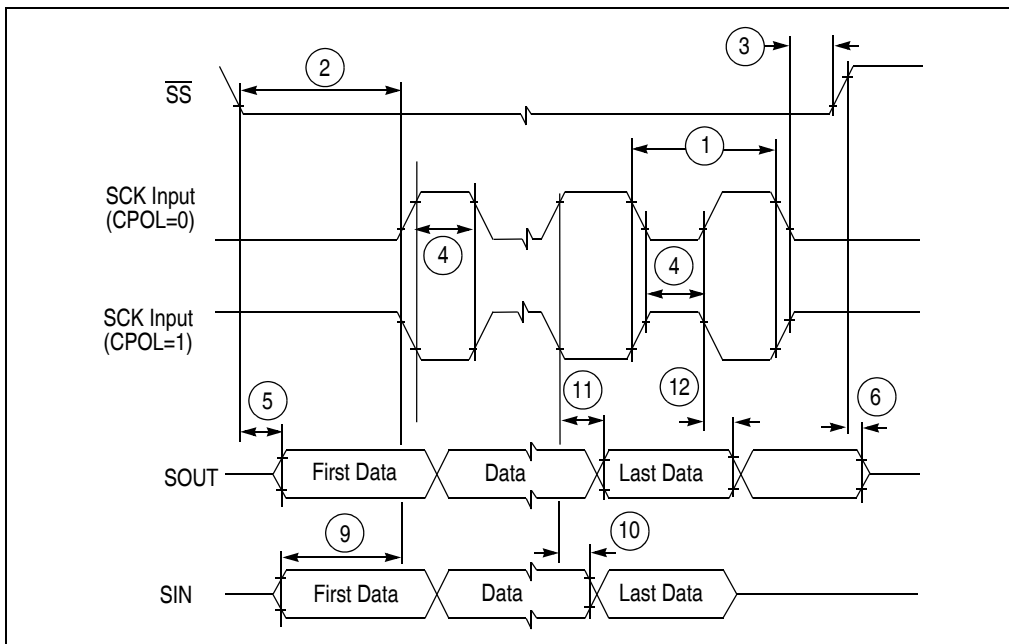 3
2
SS
1
SCK Input
(CPOL=0)
4
4
SCK Input
(CPOL=1)
5
11
12
6
SOUT
First Data
Data
Last Data
9
10
SIN
First Data
Data
Last Data